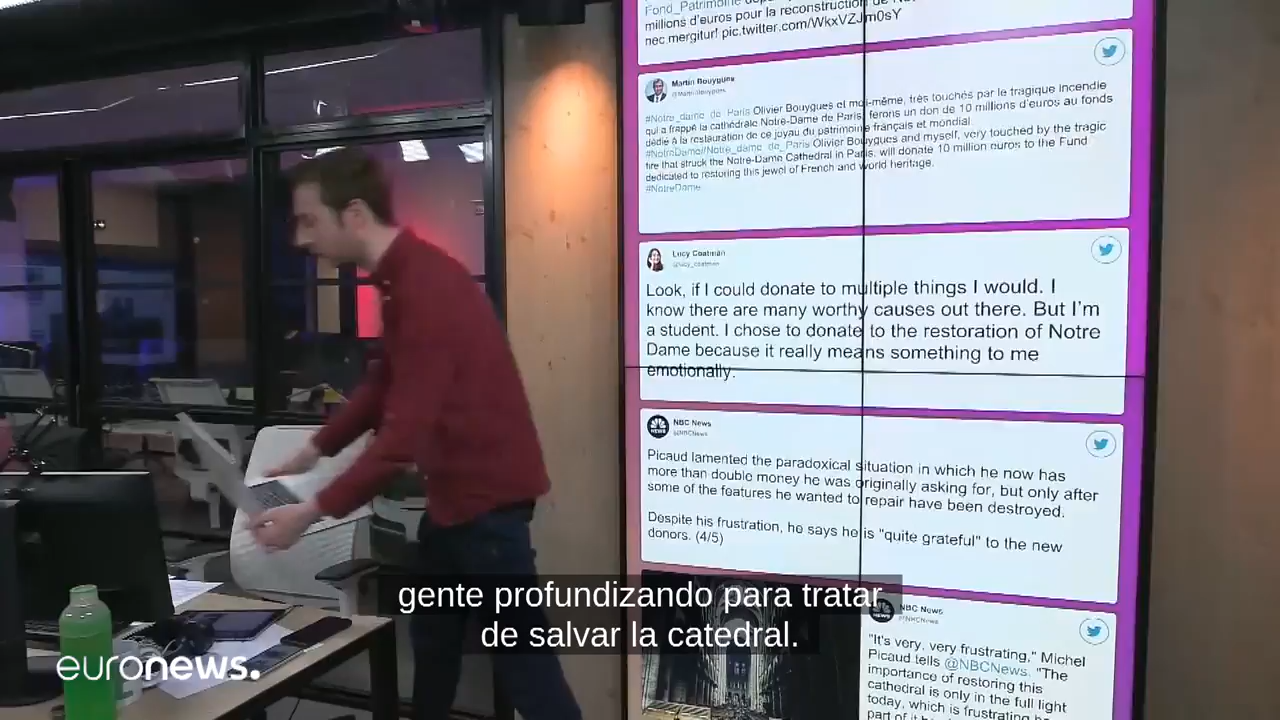 Fond_Patrimoine
millions d'euros pour la reconstruction de
nec mergitur! pic.twitter.com/WkxVZJm0sY
Martin Bouygues
#Notre_dame_de_Paris Olivier Bouygues et moi-même, très touchés par le tragique incendie
qui a frappé la cathédrale Notre-Dame de Paris, ferons un don de 10 millions d'euros au fonds
dédié à la restauration de ce joyau du patrimoine français et mondial.
#NotreDame//Notre_dame_de_Paris Olivier Bouygues and myself, very touched by the tragic
fire that struck the Notre-Dame Cathedral in Paris, will donate 10 million euros to the Fund
dedicated to restoring this jewel of French and world heritage.
#NotreDame
Lucy Coatman
@lucy_coatman
Look, if I could donate to multiple things I would. I
know there are many worthy causes out there. But I'm
a student. I chose to donate to the restoration of Notre
Dame because it really means something to me
emotionally.
NBC News
@NBCNews
Picaud lamented the paradoxical situation in which he now has
more than double money he was originally asking for, but only after
some of the features he wanted to repair have been destroyed.
Despite his frustration, he says he is "quite grateful" to the new
donors. (4/5)
NBC News
@NBCNews
"It's very, very frustrating," Michel
Picaud tells @NBCNews. "The
importance of restoring this
cathedral is only in the full light
today, which is frustrating
part of it
gente profundizando para tratar
de salvar la catedral.
euronews.